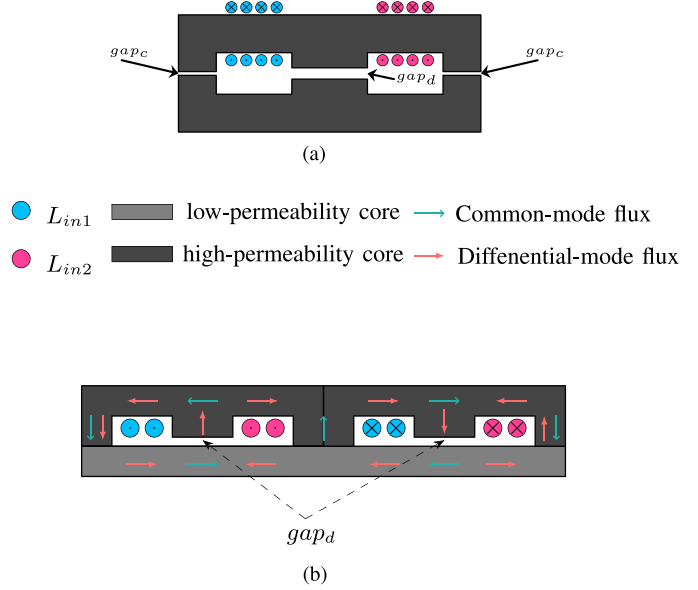 gap_c
gap_c
gap_d
(a)
L_in1 low-permeability core Common-mode flux
L_in2 high-permeability core Diffenential-mode flux
gap_d
(b)